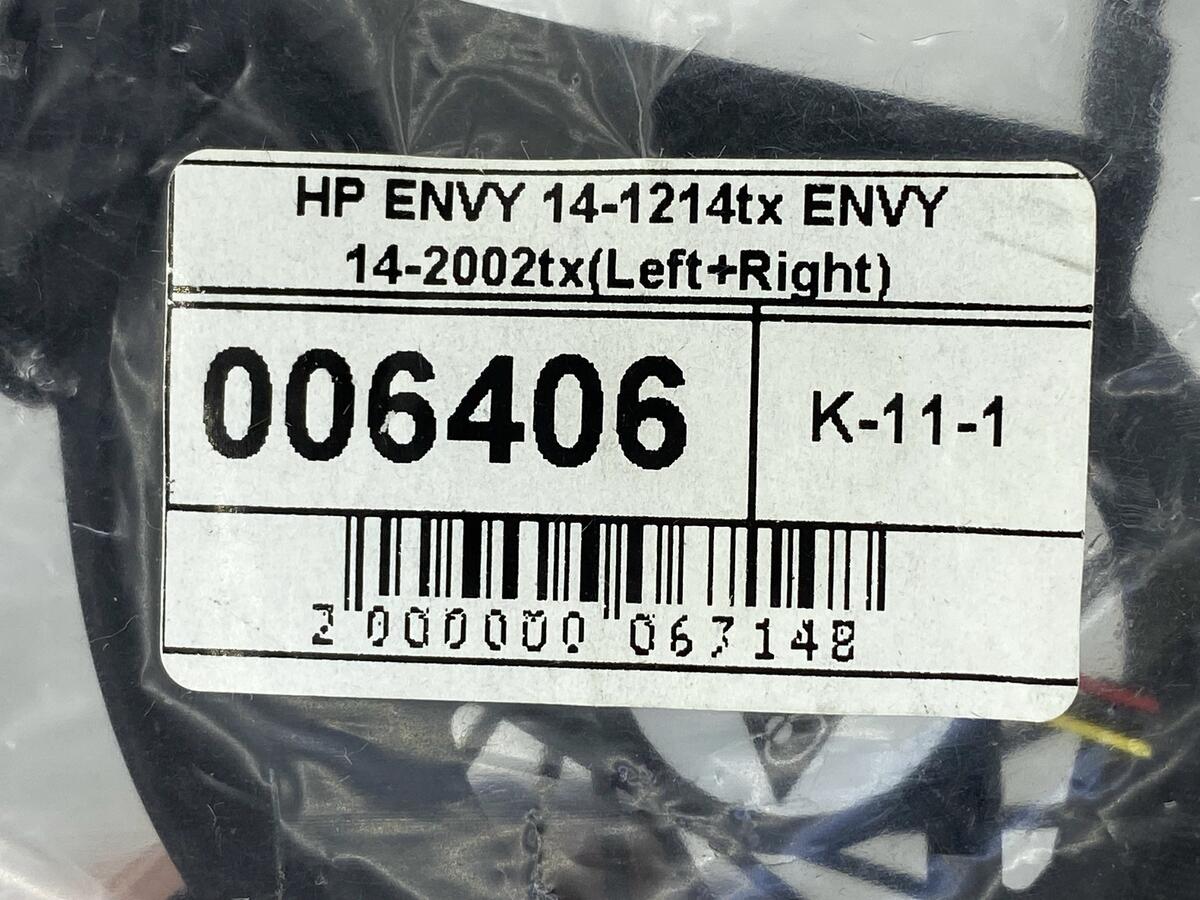 HP ENVY 14-1214tx ENVY
14-2002tx(Left+Right)
006406
K-11-1
2 000000 067148